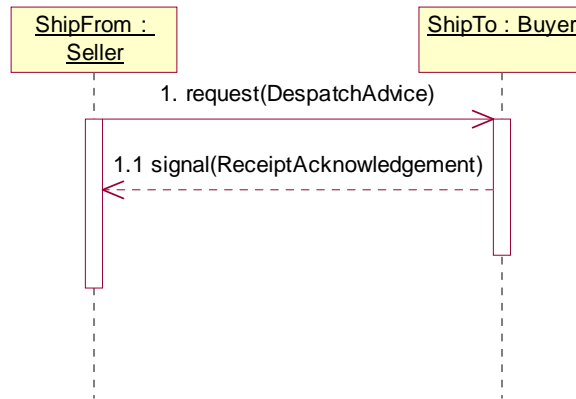 ShipFrom :
Seller
ShipTo : Buyer
1. request(DespatchAdvice)
1.1 signal(ReceiptAcknowledgement)